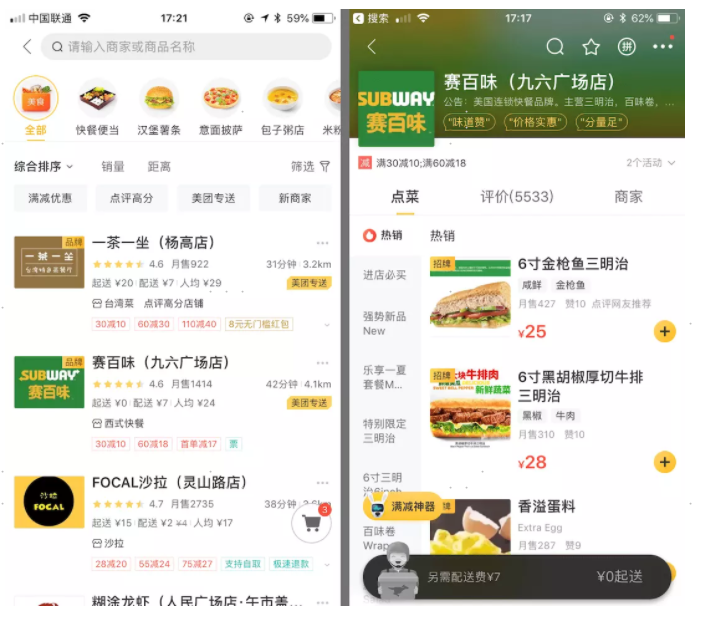 中国联通
17:21
59%
请输入商家或商品名称
美食
全部
快餐便当
汉堡薯条
意面披萨
包子粥店
米粉
综合排序
销量
距离
筛选
满减优惠
点评高分
美团专送
新商家
品牌
一茶一坐
台湾特色茶餐厅
一茶一坐（杨高店）
4.6 月售922
31分钟 3.2km
起送 ¥20 配送 ¥7 人均 ¥29
美团专送
台湾菜 点评高分店铺
30减10
60减30
110减40
8元无门槛红包
品牌
SUBWAY
赛百味
赛百味（九六广场店）
4.6 月售1414
42分钟 4.1km
起送 ¥0 配送 ¥7 人均 ¥24
美团专送
西式快餐
30减10
60减18
首单减17
票
FOCAL
FOCAL沙拉（灵山路店）
4.7 月售2735
38分钟
起送 ¥15 配送 ¥2 ¥4 人均 ¥17
3
沙拉
28减20
55减24
75减27
支持自取
极速退款
糊涂龙虾（人民广场店·午市盖...
搜索
17:17
62%
拼
SUBWAY
赛百味
赛百味（九六广场店）
公告：美国连锁快餐品牌。主营三明治，百味卷，...
“味道赞”
“价格实惠”
“分量足”
减
满30减10;满60减18
2个活动
点菜
评价(5533)
商家
热销
进店必买
强势新品
New
乐享一夏
套餐M...
特别限定
三明治
6寸三明
百味卷
Wrap
热销
招牌
6寸金枪鱼三明治
咸鲜
金枪鱼
月售427 赞10 点评网友推荐
¥25
招牌
牛排肉
新鲜蔬菜
6寸黑胡椒厚切牛排
三明治
黑椒
牛肉
月售310 赞10
¥28
满减神器
香溢蛋料
Extra Egg
月售287 赞9
另需配送费¥7
¥0起送